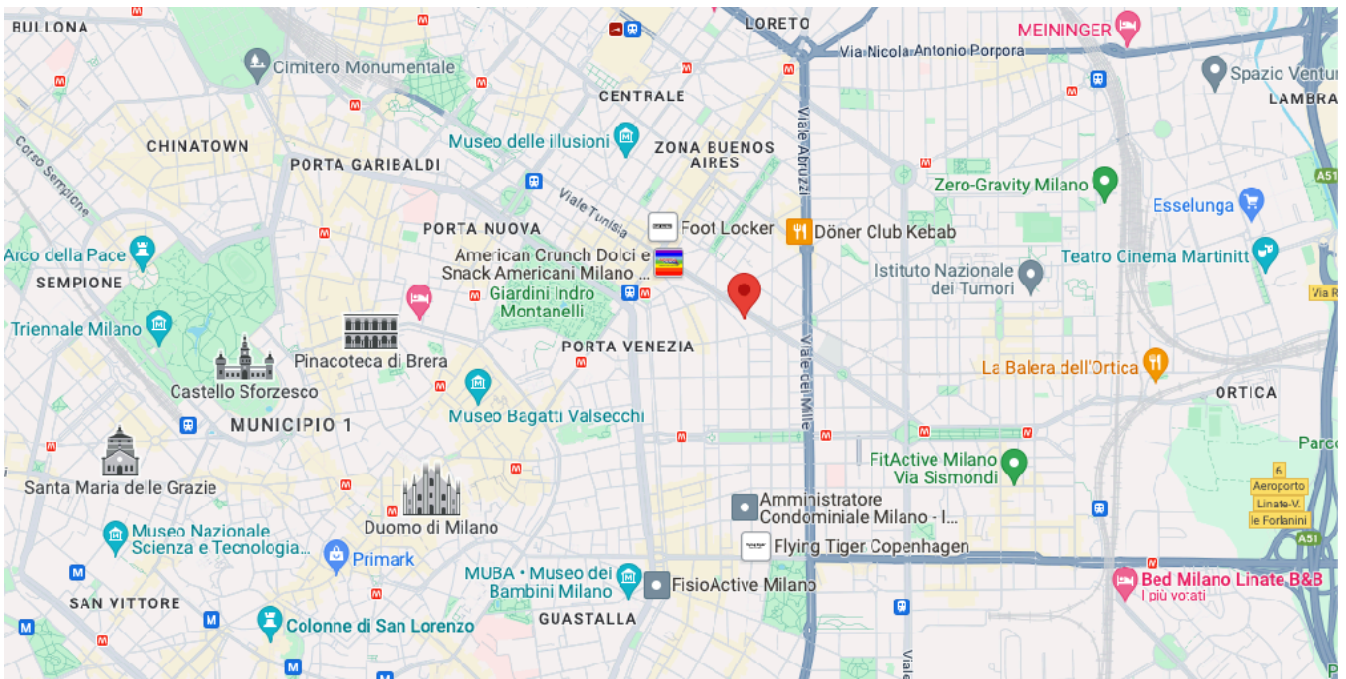 BULLONA
LORETO
MEININGER
Via Nicola Antonio Porpora
Cimitero Monumentale
Spazio Ventur
CENTRALE
LAMBRA
CHINATOWN
Museo delle illusioni
ZONA BUENOS
AIRES
PORTA GARIBALDI
Corso Sempione
Viale Abruzzi
A51
Zero-Gravity Milano
Viale Tunisia
Esselunga
PORTA NUOVA
Foot Locker
Döner Club Kebab
Arco della Pace
American Crunch Dolci e
Snack Americani Milano ...
Teatro Cinema Martinitt
SEMPIONE
Istituto Nazionale
dei Tumori
Giardini Indro
Montanelli
Via R
Triennale Milano
Pinacoteca di Brera
PORTA VENEZIA
Viale dei Mille
La Balera dell'Ortica
Castello Sforzesco
ORTICA
MUNICIPIO 1
Museo Bagatti Valsecchi
Parco
FitActive Milano
Via Sismondi
6
Aeroporto
Linate-V.
le Forlanini
Santa Maria delle Grazie
Duomo di Milano
Amministratore
Condominiale Milano - I...
A51
Museo Nazionale
Scienza e Tecnologia...
Primark
Flying Tiger Copenhagen
MUBA • Museo dei
Bambini Milano
FisioActive Milano
Bed Milano Linate B&B
I più votati
SAN VITTORE
Colonne di San Lorenzo
GUASTALLA
Viale